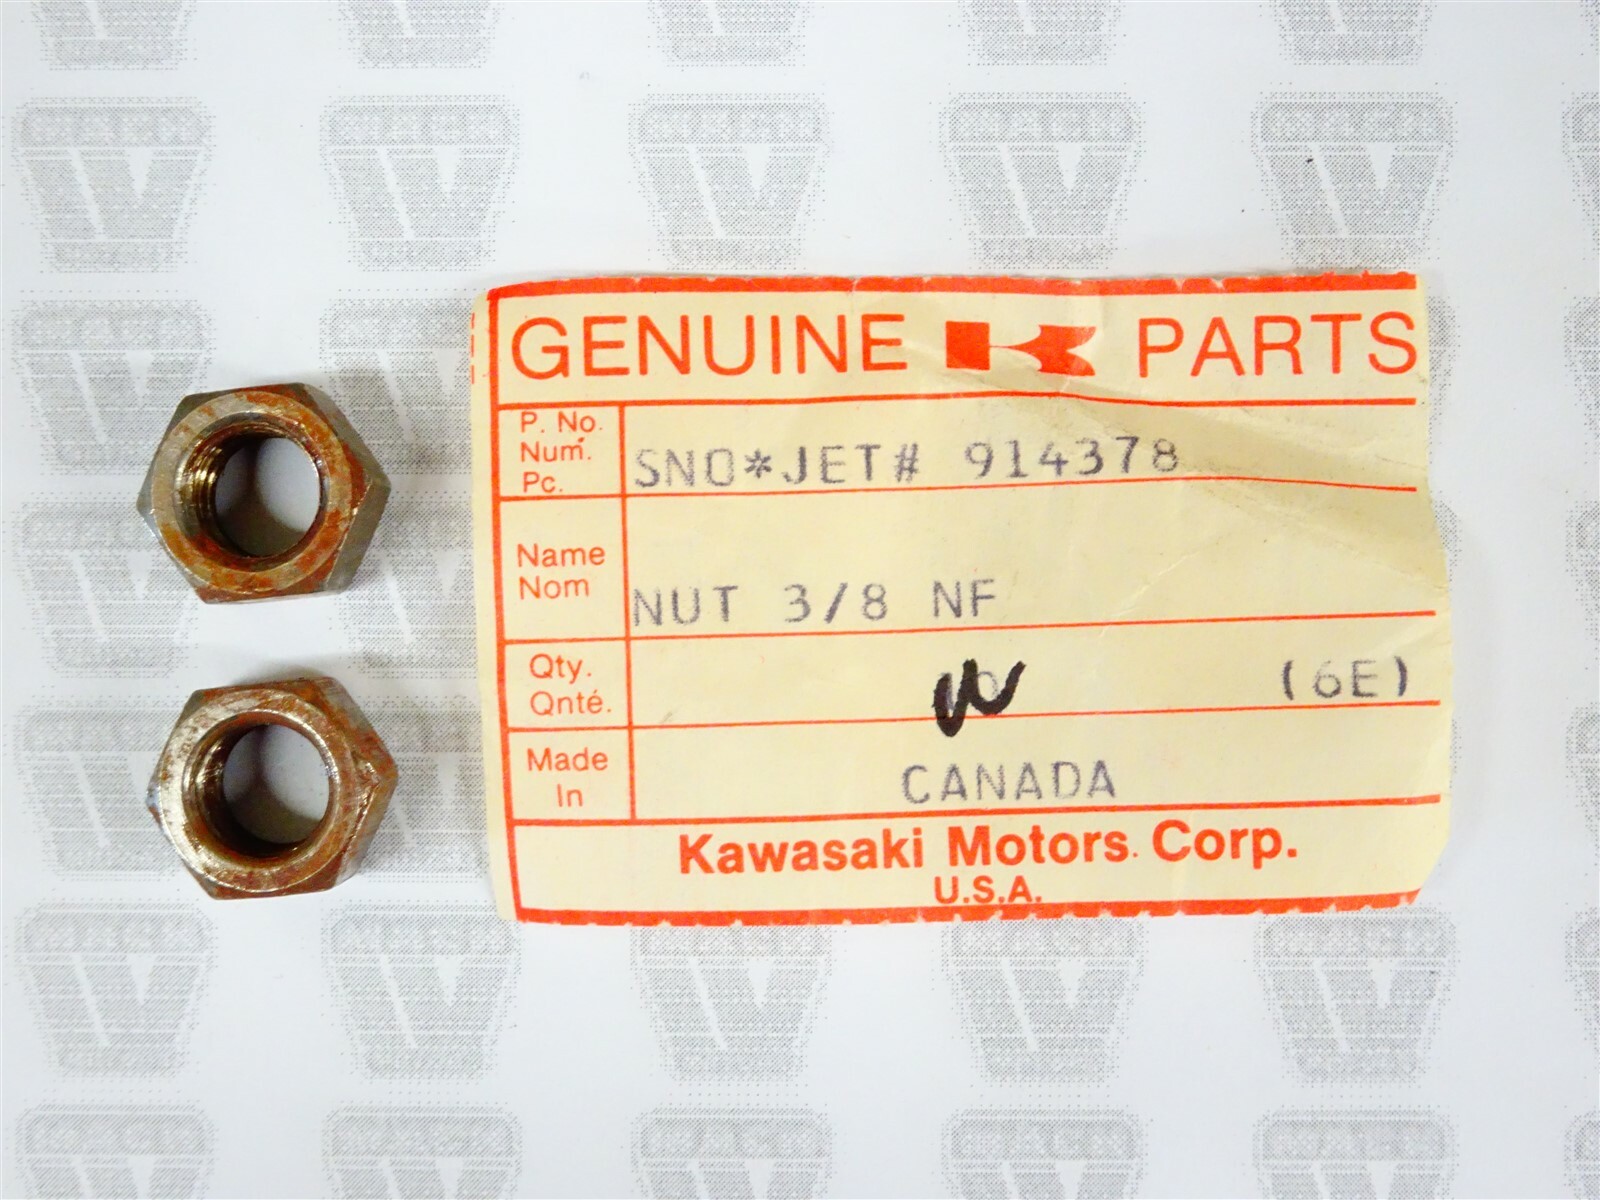 GENUINE PARTS
P. No.
Num.
Pc.
SNO*JET# 914378
Name
Nom
NUT 3/8 NF
Qty.
Qnté.
(6E)
Made
In
CANADA
Kawasaki Motors Corp.
U.S.A.